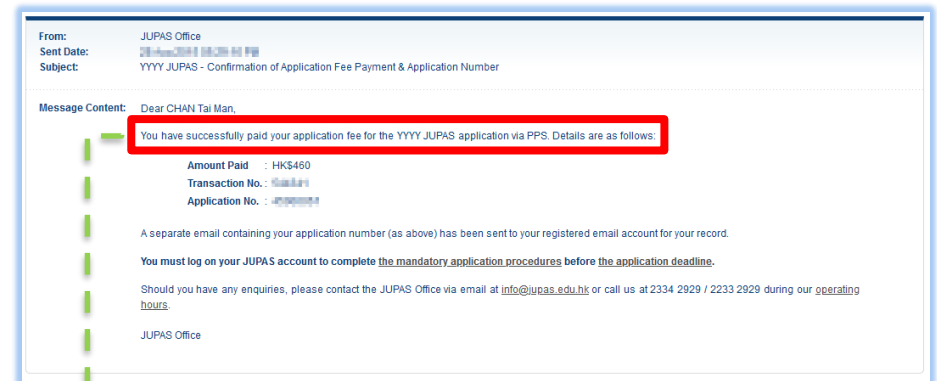 From: JUPAS Office
Sent Date:
Subject: YYYY JUPAS - Confirmation of Application Fee Payment & Application Number
Message Content: Dear CHAN Tai Man,
You have successfully paid your application fee for the YYYY JUPAS application via PPS. Details are as follows:
Amount Paid : HK$460
Transaction No. :
Application No. :
A separate email containing your application number (as above) has been sent to your registered email account for your record.
You must log on your JUPAS account to complete the mandatory application procedures before the application deadline.
Should you have any enquiries, please contact the JUPAS Office via email at info@jupas.edu.hk or call us at 2334 2929 / 2233 2929 during our operating
hours.
JUPAS Office